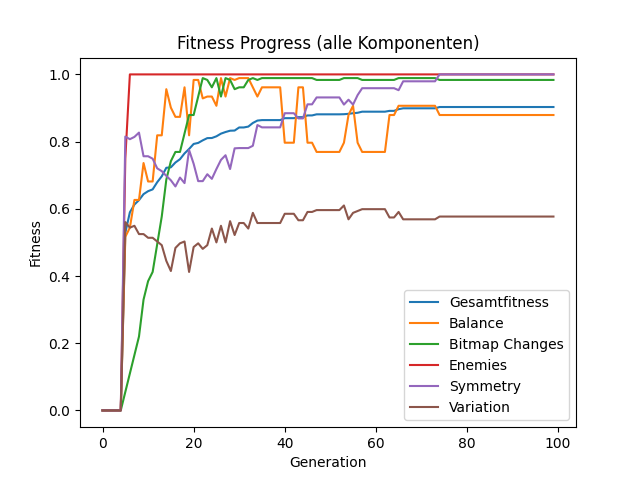 Fitness Progress (alle Komponenten)
Fitness
1.0
0.8
0.6
0.4
0.2
0.0
0 20 40 60 80 100
Generation
Gesamtfitness
Balance
Bitmap Changes
Enemies
Symmetry
Variation